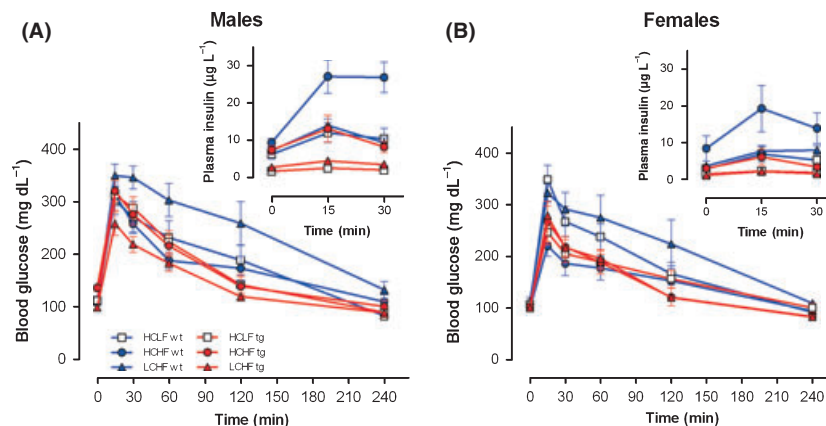 Males
(A)
Plasma insulin (µg L⁻¹)
30
20
10
0
0 15 30
Time (min)
Blood glucose (mg dL⁻¹)
400
300
200
100
0
HCLF wt HCLF tg
HCHF wt HCHF tg
LCHF wt LCHF tg
0 30 60 90 120 150 180 210 240
Time (min)
Females
(B)
Plasma insulin (µg L⁻¹)
30
20
10
0
0 15 30
Time (min)
Blood glucose (mg dL⁻¹)
400
300
200
100
0
0 30 60 90 120 150 180 210 240
Time (min)